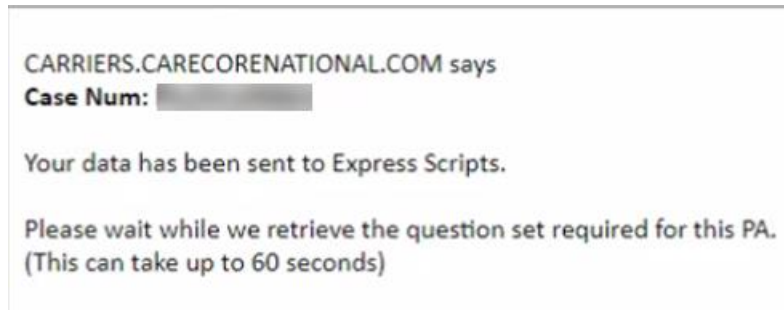 CARRIERS.CARECORENATIONAL.COM says
Case Num:
Your data has been sent to Express Scripts.
Please wait while we retrieve the question set required for this PA.
(This can take up to 60 seconds)